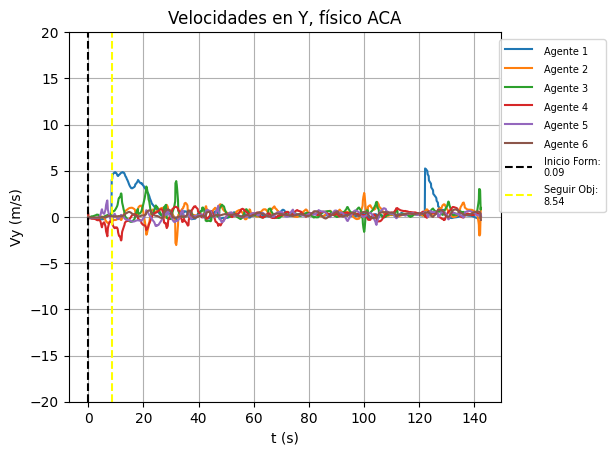 Velocidades en Y, físico ACA
Vy (m/s)
20
15
10
5
0
−5
−10
−15
−20
0
20
40
60
80
100
120
140
t (s)
Agente 1
Agente 2
Agente 3
Agente 4
Agente 5
Agente 6
Inicio Form:
0.09
Seguir Obj:
8.54